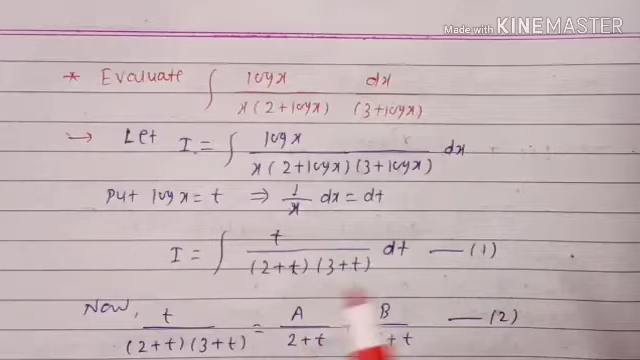 Made with KINEMASTER
* Evaluate ∫ logx / x(2+logx) dx / (3+logx)
→ Let I = ∫ logx / x(2+logx)(3+logx) dx
put logx = t ⇒ 1/x dx = dt
I = ∫ t / (2+t)(3+t) dt — (1)
Now, t / (2+t)(3+t) = A / 2+t B / +t — (2)